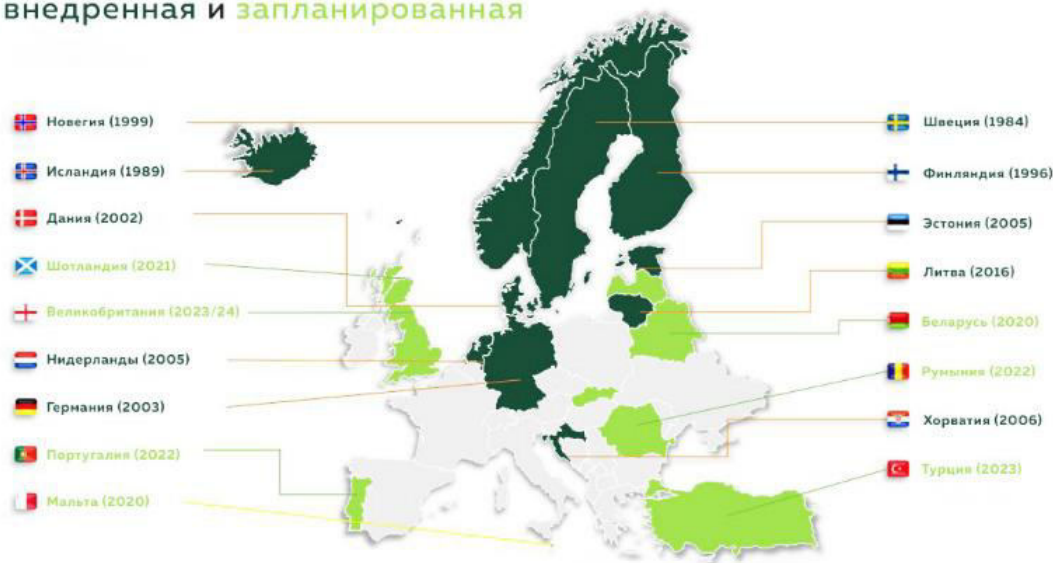 внедренная и запланированная
Новегия (1999)
Исландия (1989)
Дания (2002)
Шотландия (2021)
Великобритания (2023/24)
Нидерланды (2005)
Германия (2003)
Португалия (2022)
Мальта (2020)
Швеция (1984)
Финляндия (1996)
Эстония (2005)
Литва (2016)
Беларусь (2020)
Румыния (2022)
Хорватия (2006)
Турция (2023)